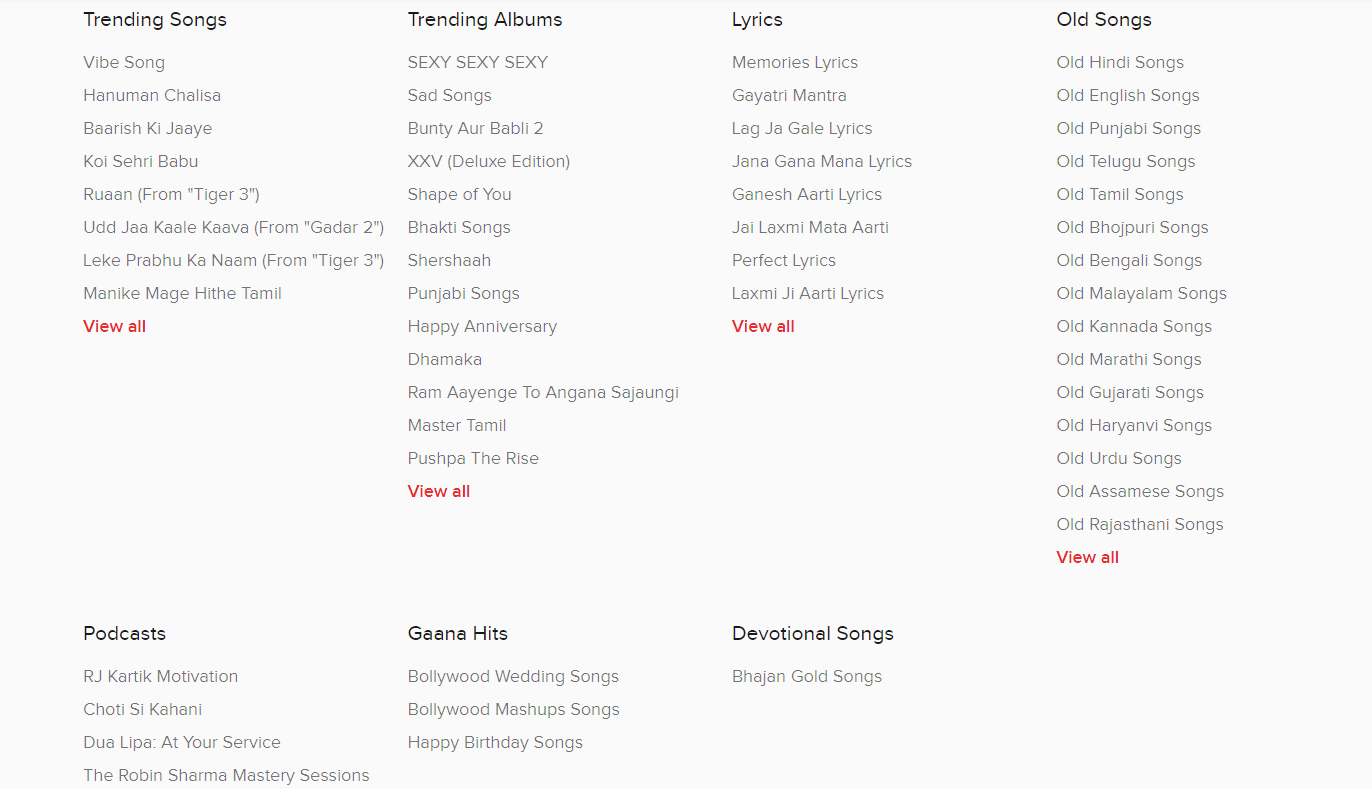 Trending Songs
Vibe Song
Hanuman Chalisa
Baarish Ki Jaaye
Koi Sehri Babu
Ruaan (From "Tiger 3")
Udd Jaa Kaale Kaava (From "Gadar 2")
Leke Prabhu Ka Naam (From "Tiger 3")
Manike Mage Hithe Tamil
View all
Trending Albums
SEXY SEXY SEXY
Sad Songs
Bunty Aur Babli 2
XXV (Deluxe Edition)
Shape of You
Bhakti Songs
Shershaah
Punjabi Songs
Happy Anniversary
Dhamaka
Ram Aayenge To Angana Sajaungi
Master Tamil
Pushpa The Rise
View all
Lyrics
Memories Lyrics
Gayatri Mantra
Lag Ja Gale Lyrics
Jana Gana Mana Lyrics
Ganesh Aarti Lyrics
Jai Laxmi Mata Aarti
Perfect Lyrics
Laxmi Ji Aarti Lyrics
View all
Old Songs
Old Hindi Songs
Old English Songs
Old Punjabi Songs
Old Telugu Songs
Old Tamil Songs
Old Bhojpuri Songs
Old Bengali Songs
Old Malayalam Songs
Old Kannada Songs
Old Marathi Songs
Old Gujarati Songs
Old Haryanvi Songs
Old Urdu Songs
Old Assamese Songs
Old Rajasthani Songs
View all
Podcasts
RJ Kartik Motivation
Choti Si Kahani
Dua Lipa: At Your Service
The Robin Sharma Mastery Sessions
Gaana Hits
Bollywood Wedding Songs
Bollywood Mashups Songs
Happy Birthday Songs
Devotional Songs
Bhajan Gold Songs